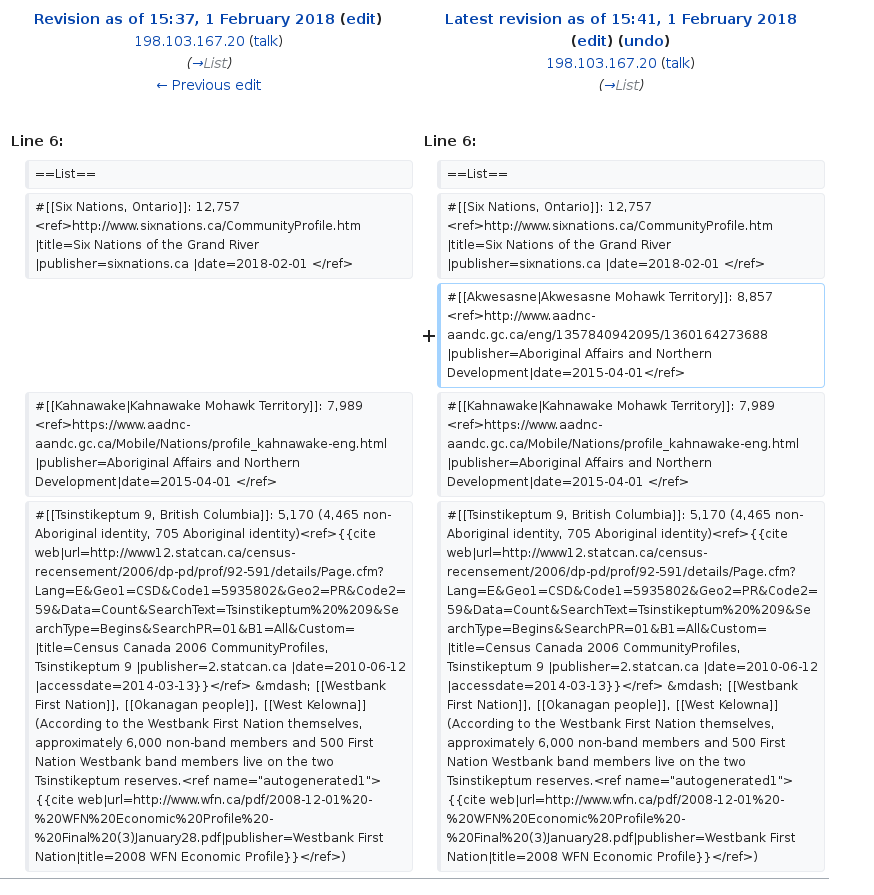 Revision as of 15:37, 1 February 2018 (edit)
198.103.167.20 (talk)
(→List)
← Previous edit
Latest revision as of 15:41, 1 February 2018
(edit) (undo)
198.103.167.20 (talk)
(→List)
Line 6:
Line 6:
==List==
==List==
#[[Six Nations, Ontario]]: 12,757
<ref>http://www.sixnations.ca/CommunityProfile.htm
|title=Six Nations of the Grand River
|publisher=sixnations.ca |date=2018-02-01 </ref>
#[[Six Nations, Ontario]]: 12,757
<ref>http://www.sixnations.ca/CommunityProfile.htm
|title=Six Nations of the Grand River
|publisher=sixnations.ca |date=2018-02-01 </ref>
+
#[[Akwesasne|Akwesasne Mohawk Territory]]: 8,857
<ref>http://www.aadnc-
aandc.gc.ca/eng/1357840942095/1360164273688
|publisher=Aboriginal Affairs and Northern
Development|date=2015-04-01</ref>
#[[Kahnawake|Kahnawake Mohawk Territory]]: 7,989
<ref>https://www.aadnc-
aandc.gc.ca/Mobile/Nations/profile_kahnawake-eng.html
|publisher=Aboriginal Affairs and Northern
Development|date=2015-04-01 </ref>
#[[Kahnawake|Kahnawake Mohawk Territory]]: 7,989
<ref>https://www.aadnc-
aandc.gc.ca/Mobile/Nations/profile_kahnawake-eng.html
|publisher=Aboriginal Affairs and Northern
Development|date=2015-04-01 </ref>
#[[Tsinstikeptum 9, British Columbia]]: 5,170 (4,465 non-
Aboriginal identity, 705 Aboriginal identity)<ref>{{cite
web|url=http://www12.statcan.ca/census-
recensement/2006/dp-pd/prof/92-591/details/Page.cfm?
Lang=E&Geo1=CSD&Code1=5935802&Geo2=PR&Code2=
59&Data=Count&SearchText=Tsinstikeptum%20%209&Se
archType=Begins&SearchPR=01&B1=All&Custom=
|title=Census Canada 2006 CommunityProfiles,
Tsinstikeptum 9 |publisher=2.statcan.ca |date=2010-06-12
|accessdate=2014-03-13}}</ref> &mdash; [[Westbank
First Nation]], [[Okanagan people]], [[West Kelowna]]
(According to the Westbank First Nation themselves,
approximately 6,000 non-band members and 500 First
Nation Westbank band members live on the two
Tsinstikeptum reserves.<ref name="autogenerated1">
{{cite web|url=http://www.wfn.ca/pdf/2008-12-01%20-
%20WFN%20Economic%20Profile%20-
%20Final%20(3)January28.pdf|publisher=Westbank First
Nation|title=2008 WFN Economic Profile}}</ref>)
#[[Tsinstikeptum 9, British Columbia]]: 5,170 (4,465 non-
Aboriginal identity, 705 Aboriginal identity)<ref>{{cite
web|url=http://www12.statcan.ca/census-
recensement/2006/dp-pd/prof/92-591/details/Page.cfm?
Lang=E&Geo1=CSD&Code1=5935802&Geo2=PR&Code2=
59&Data=Count&SearchText=Tsinstikeptum%20%209&Se
archType=Begins&SearchPR=01&B1=All&Custom=
|title=Census Canada 2006 CommunityProfiles,
Tsinstikeptum 9 |publisher=2.statcan.ca |date=2010-06-12
|accessdate=2014-03-13}}</ref> &mdash; [[Westbank
First Nation]], [[Okanagan people]], [[West Kelowna]]
(According to the Westbank First Nation themselves,
approximately 6,000 non-band members and 500 First
Nation Westbank band members live on the two
Tsinstikeptum reserves.<ref name="autogenerated1">
{{cite web|url=http://www.wfn.ca/pdf/2008-12-01%20-
%20WFN%20Economic%20Profile%20-
%20Final%20(3)January28.pdf|publisher=Westbank First
Nation|title=2008 WFN Economic Profile}}</ref>)